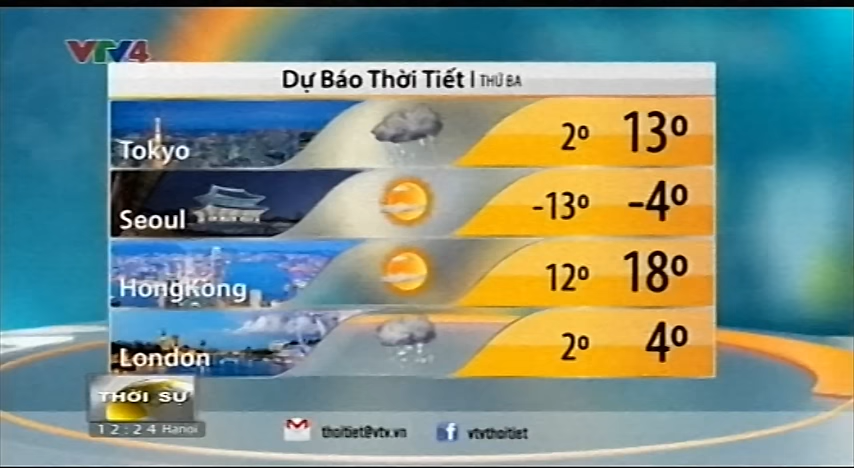 VTV4
Dự Báo Thời Tiết | THỨ BA
Tokyo 2º 13º
Seoul -13º -4º
HongKong 12º 18º
London 2º 4º
THỜI SỰ
12:24 Hanoi
thoitiet@vtv.vn vtvthoitiet